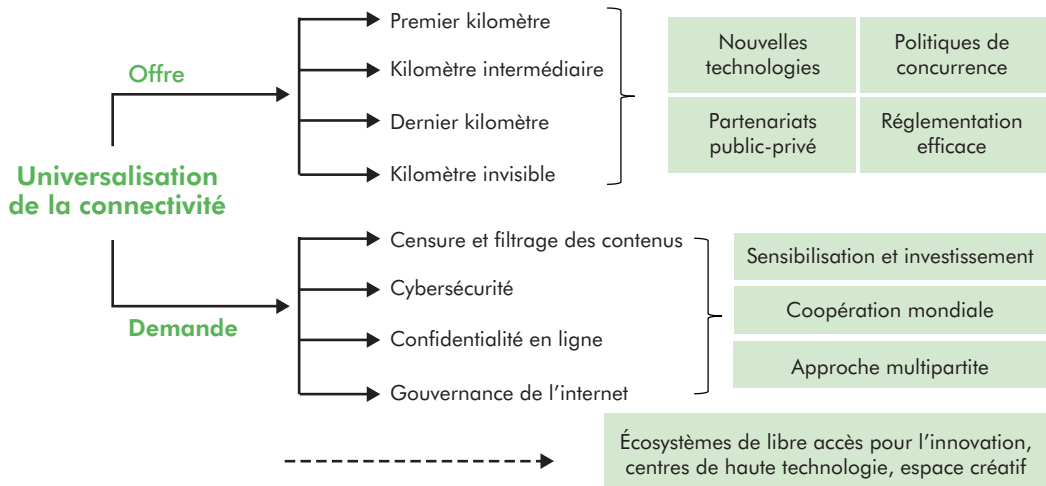 Universalisation
de la connectivité
Offre
Premier kilomètre
Kilomètre intermédiaire
Dernier kilomètre
Kilomètre invisible
Nouvelles
technologies
Politiques de
concurrence
Partenariats
public-privé
Réglementation
efficace
Demande
Censure et filtrage des contenus
Cybersécurité
Confidentialité en ligne
Gouvernance de l’internet
Sensibilisation et investissement
Coopération mondiale
Approche multipartite
Écosystèmes de libre accès pour l’innovation,
centres de haute technologie, espace créatif